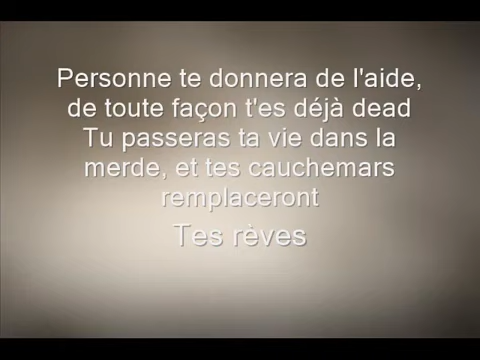 Personne te donnera de l'aide,
de toute façon t'es déjà dead
Tu passeras ta vie dans la
merde, et tes cauchemars
remplaceront
Tes rèves